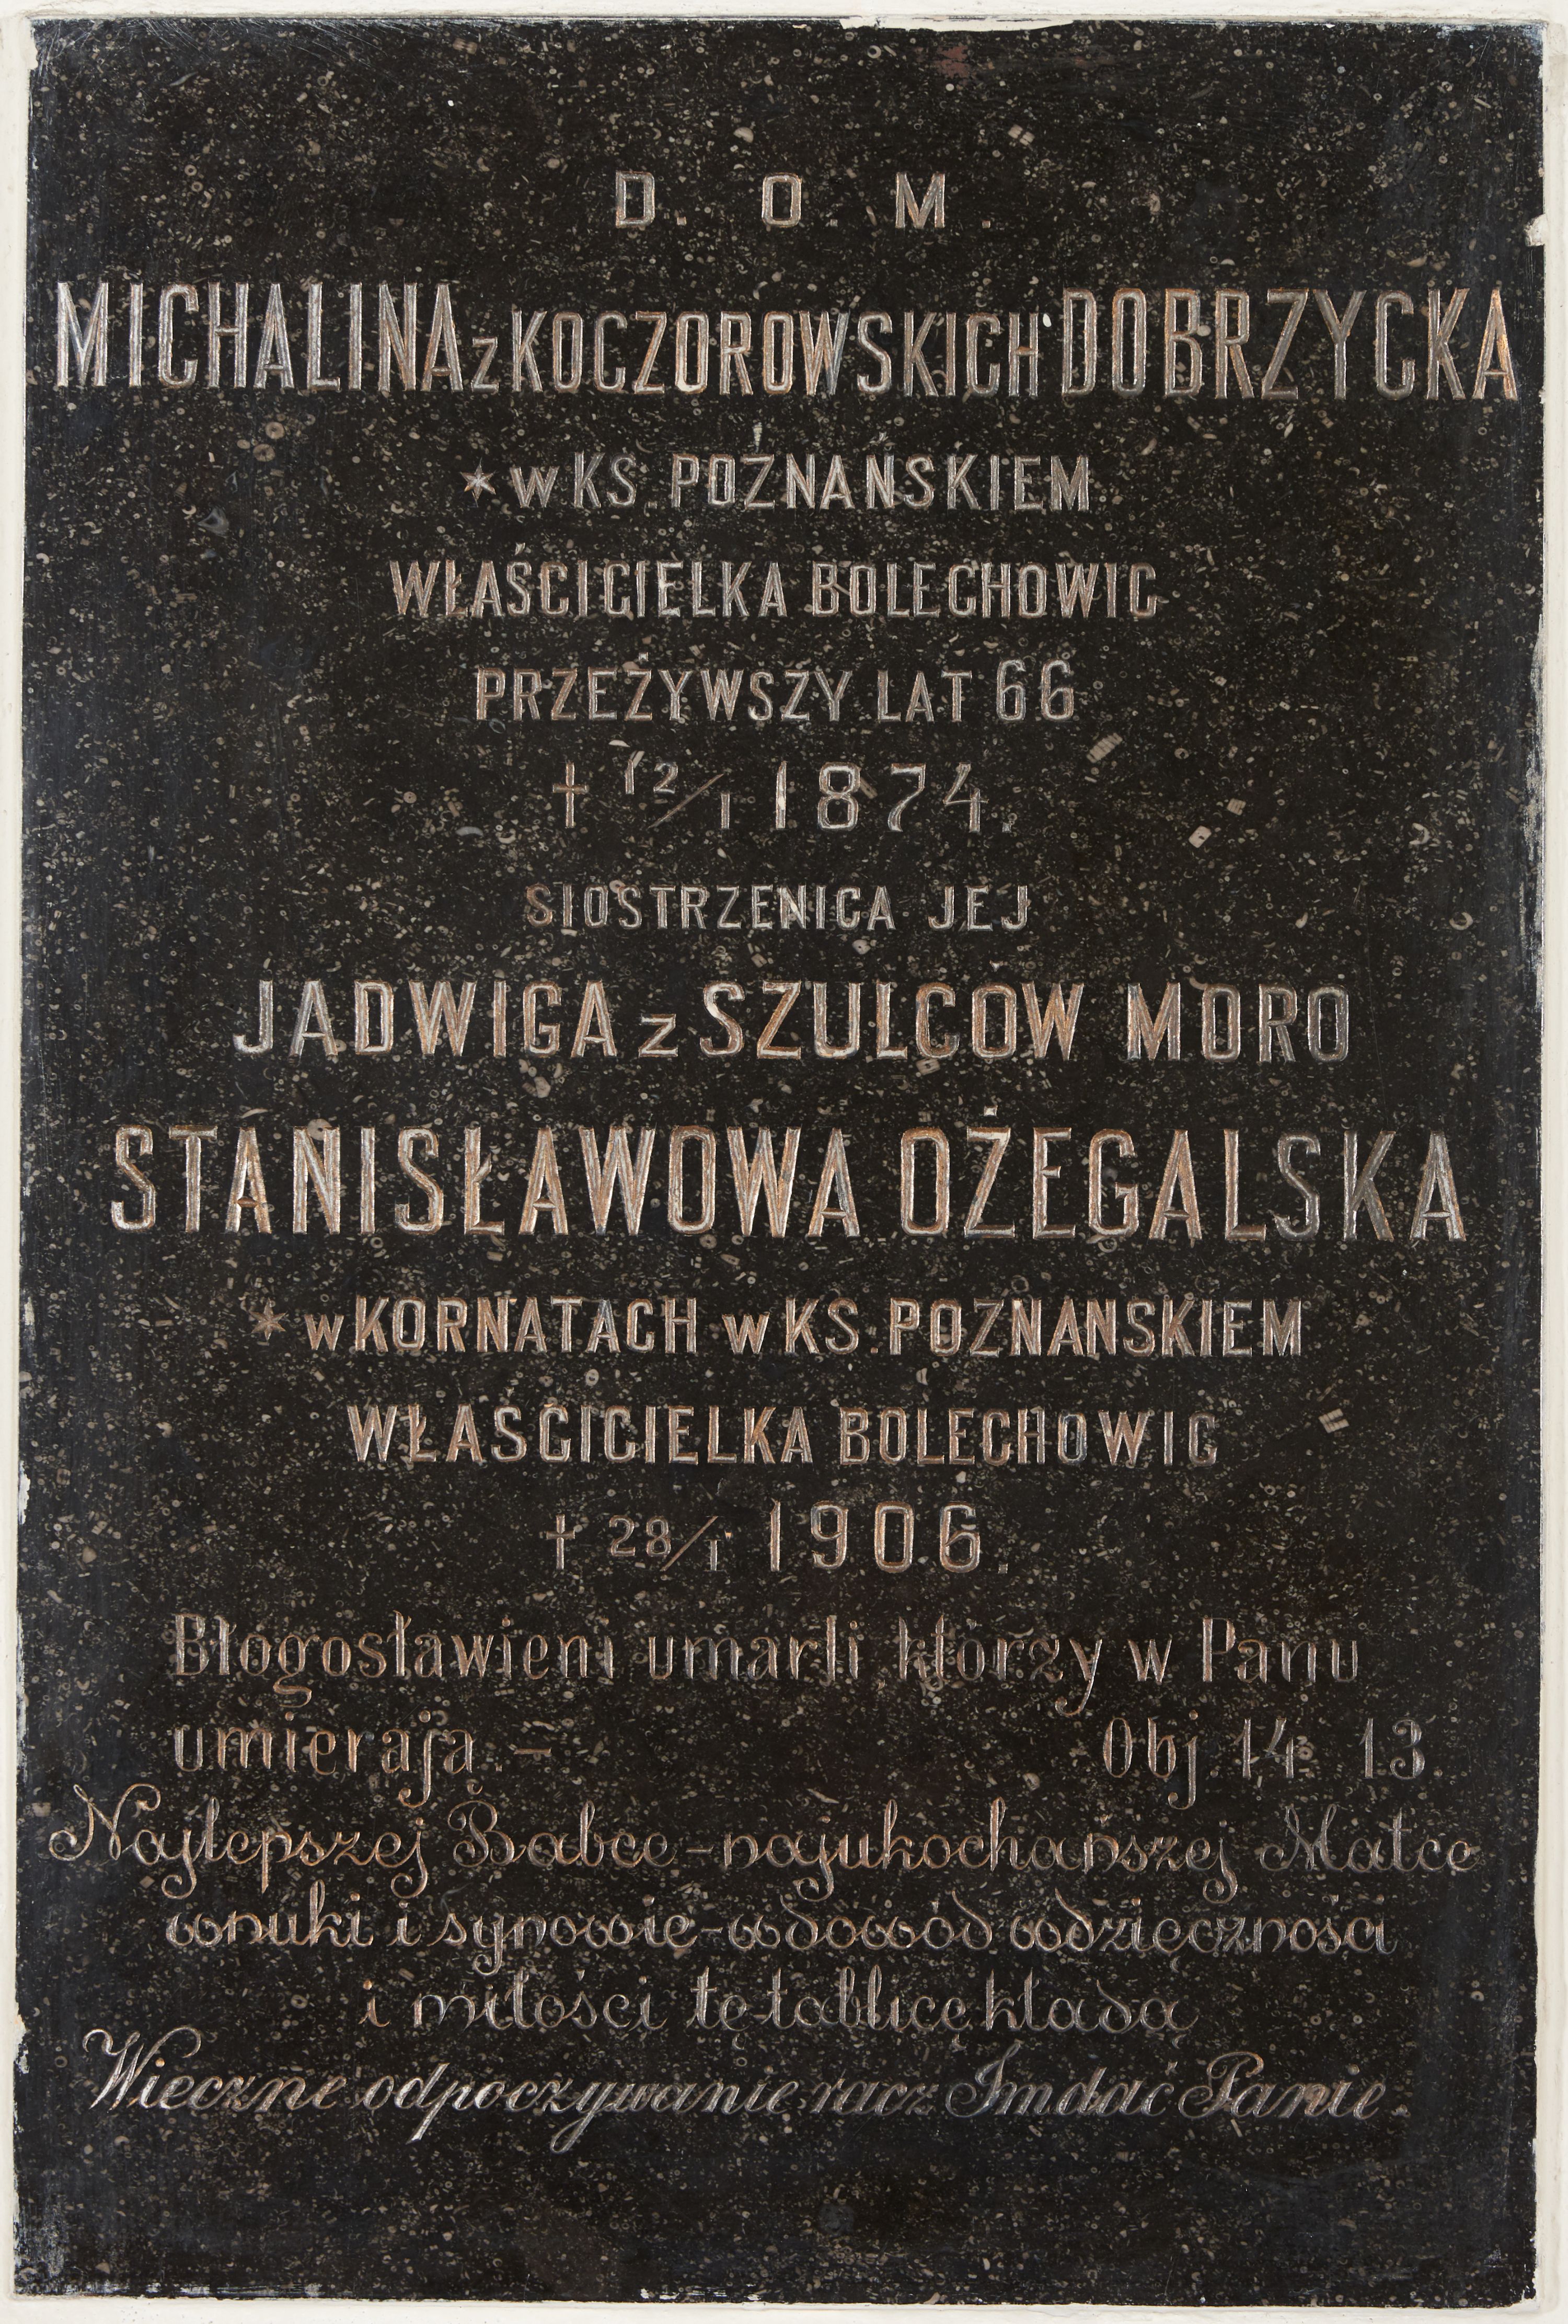 D. O. M.
MICHALINA z KOCZOROWSKICH DOBRZYCKA
* w KS. POŹNAŃSKIEM
WŁAŚCICIELKA BOLECHOWIC
PRZEŻYWSZY LAT 66
† 12/1 1874.
SIOSTRZENICA JEJ
JADWIGA z SZULCÓW MORO
STANISŁAWOWA OŻEGALSKA
* w KORNATACH w KS. POZNANSKIEM
WŁAŚCICIELKA BOLECHOWIC
† 28/1 1906.
Błogosławieni umarli którzy w Panu
umierają. – Obj. 14. 13.
Najlepszej Babce – najukochańszej Matce
wnuki i synowie – w dowód wdzięczności
i miłości tę tablicę kładą
Wieczne odpoczywanie racz Im dać Panie.